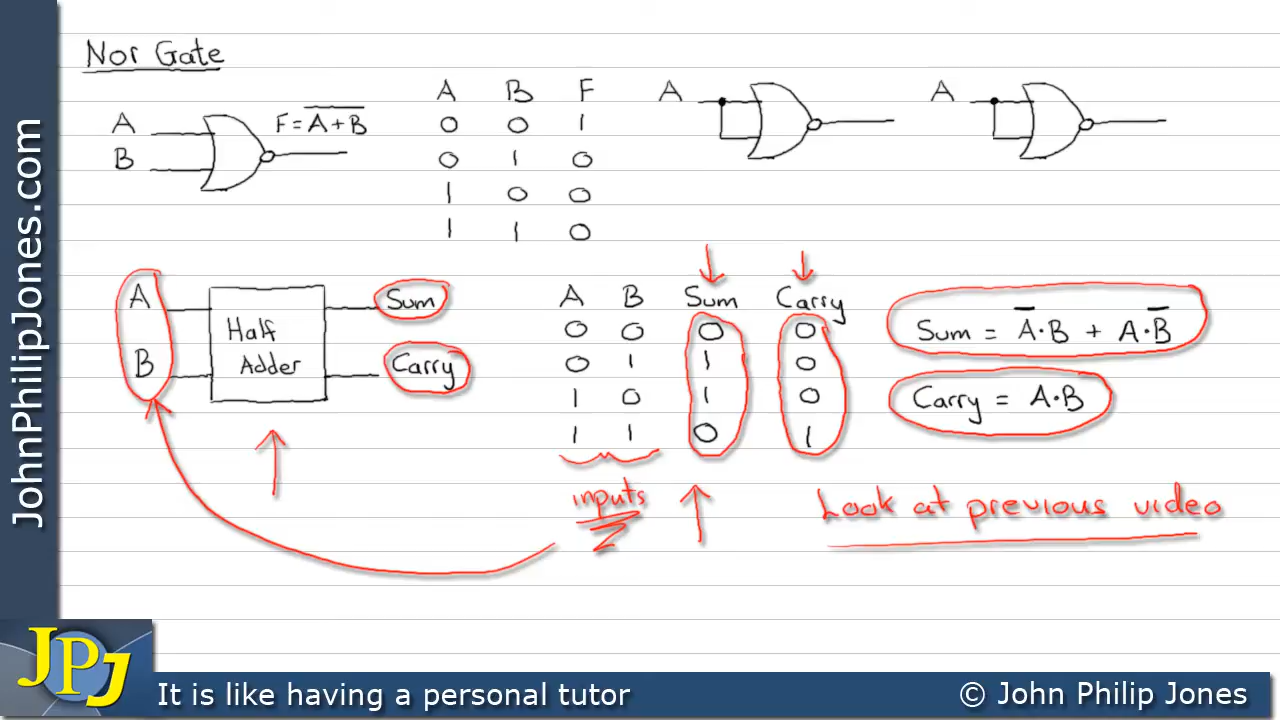 JohnPhilipJones.com
Nor Gate
A
B
F = A̅ ̅+̅ ̅B̅
A B F
0 0 1
0 1 0
1 0 0
1 1 0
A
A
A
B
Half
Adder
Sum
Carry
A B Sum Carry
0 0 0 0
0 1 1 0
1 0 1 0
1 1 0 1
inputs
Sum = A̅·B + A·B̅
Carry = A·B
Look at previous video
JPJ
It is like having a personal tutor
© John Philip Jones